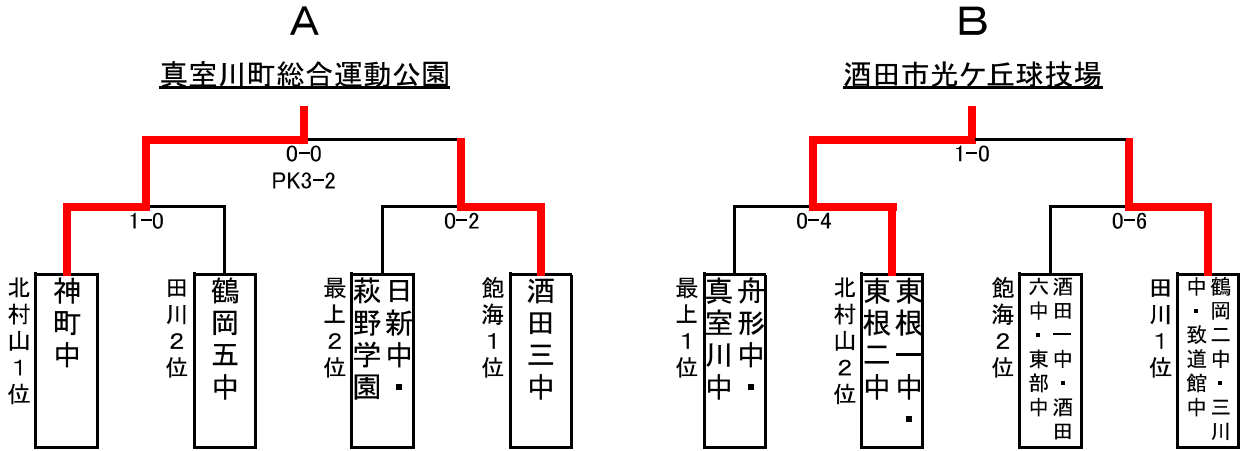 A
真室川町総合運動公園
0-0
PK3-2
1-0
0-2
北村山1位
神町中
田川2位
鶴岡五中
最上2位
日新中・
萩野学園
飽海1位
酒田三中
B
酒田市光ケ丘球技場
1-0
0-4
0-6
最上1位
舟形中・
真室川中
北村山2位
東根一中・
東根二中
飽海2位
酒田一中・酒田
六中・東部中
田川1位
鶴岡二中・三川
中・致道館中